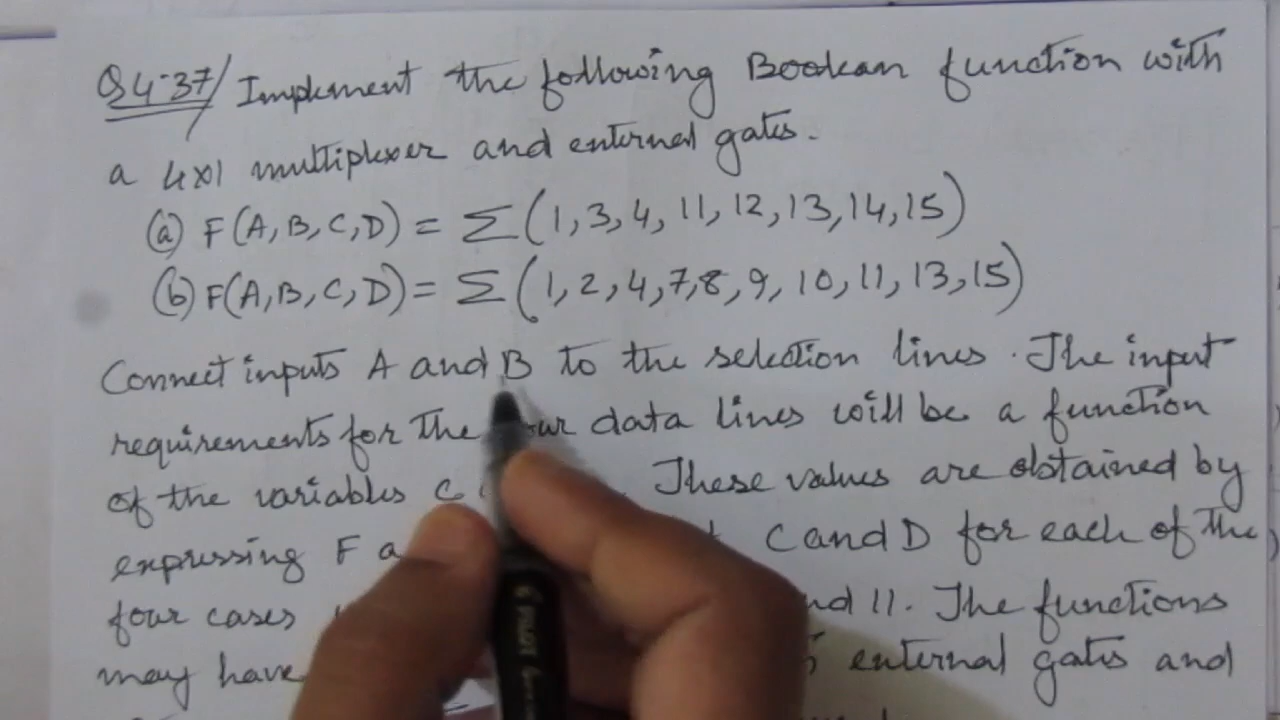 Q4.37/ Implement the following Boolean function with
a 4x1 multiplexer and external gates.
(a) F(A,B,C,D) = Σ(1,3,4,11,12,13,14,15)
(b) F(A,B,C,D) = Σ(1,2,4,7,8,9,10,11,13,15)
Connect inputs A and B to the selection lines. The input
requirements for the data lines will be a function
of the variables C These values are obtained by
expressing F C and D for each of the
four cases 11. The functions
may have external gates and
PILOT